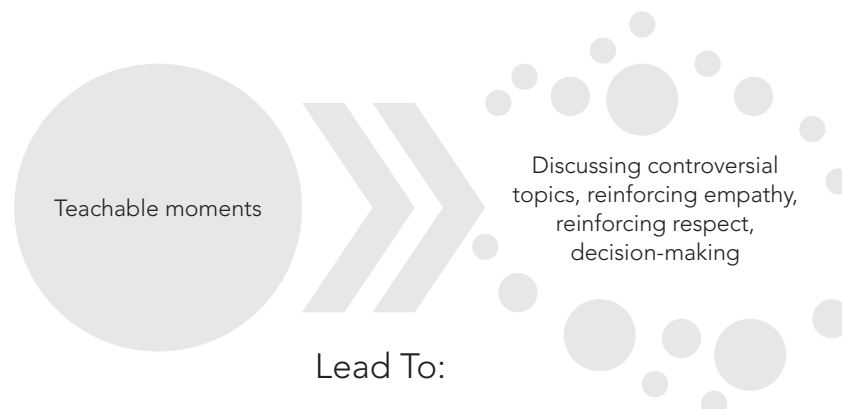 Teachable moments
Lead To:
Discussing controversial
topics, reinforcing empathy,
reinforcing respect,
decision-making